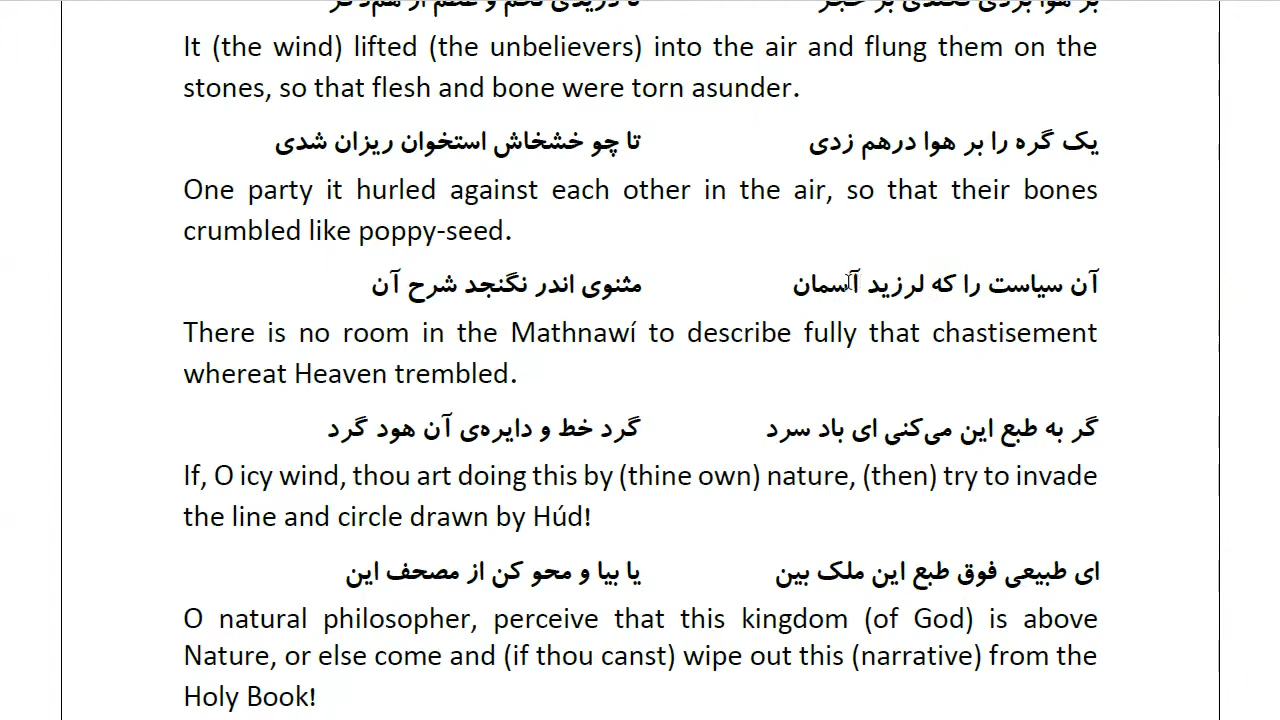 It (the wind) lifted (the unbelievers) into the air and flung them on the
stones, so that flesh and bone were torn asunder.
یک گره را بر هوا درهم زدی تا چو خشخاش استخوان ریزان شدی
One party it hurled against each other in the air, so that their bones
crumbled like poppy-seed.
آن سیاست را که لرزید آسمان مثنوی اندر نگنجد شرح آن
There is no room in the Mathnawí to describe fully that chastisement
whereat Heaven trembled.
گر به طبع این می‌کنی ای باد سرد گرد خط و دایره‌ی آن هود گرد
If, O icy wind, thou art doing this by (thine own) nature, (then) try to invade
the line and circle drawn by Húd!
ای طبیعی فوق طبع این ملک بین یا بیا و محو کن از مصحف این
O natural philosopher, perceive that this kingdom (of God) is above
Nature, or else come and (if thou canst) wipe out this (narrative) from the
Holy Book!